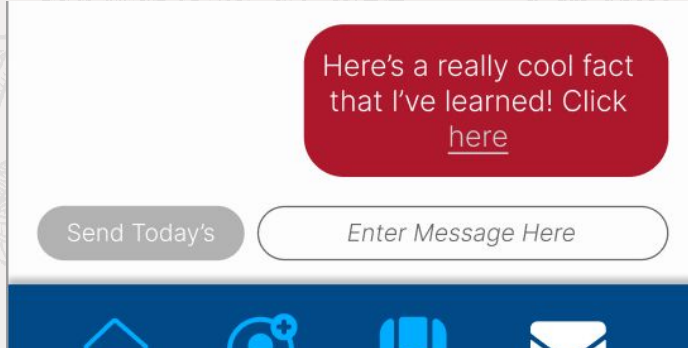 Here’s a really cool fact
that I’ve learned! Click
here
Send Today’s
Enter Message Here